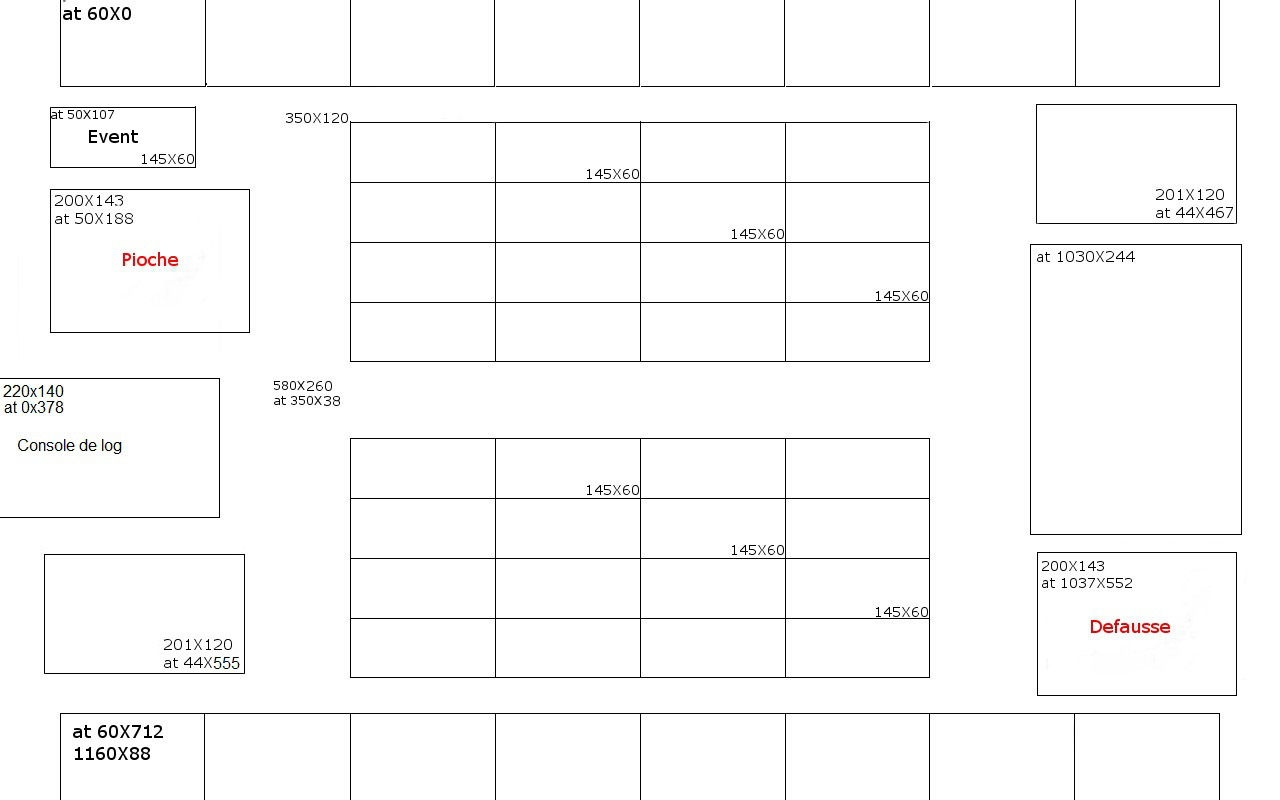 at 60X0
at 50X107
Event
145X60
350X120
145X60
145X60
145X60
200X143
at 50X188
Pioche
201X120
at 44X467
at 1030X244
220x140
at 0x378
Console de log
580X260
at 350X38
145X60
145X60
145X60
201X120
at 44X555
200X143
at 1037X552
Defausse
at 60X712
1160X88